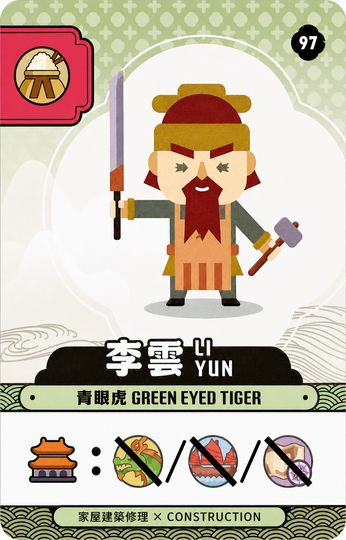 97
李雲 LI YUN
青眼虎 GREEN EYED TIGER
: / /
家屋建築修理 × CONSTRUCTION